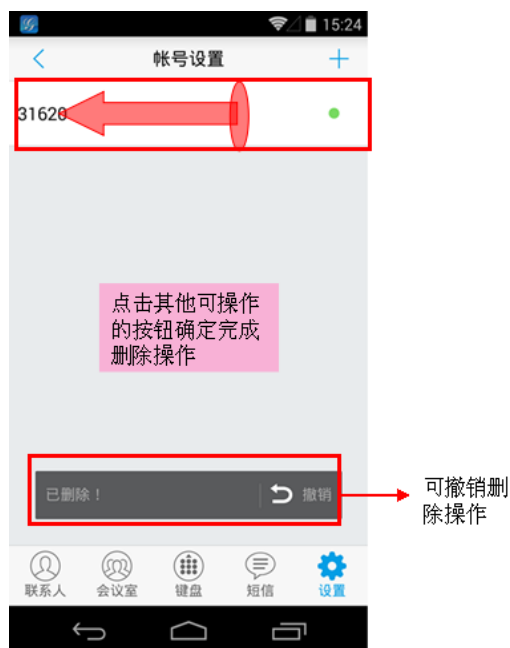 15:24
帐号设置
31620
点击其他可操作
的按钮确定完成
删除操作
已删除！
撤销
可撤销删
除操作
联系人
会议室
键盘
短信
设置